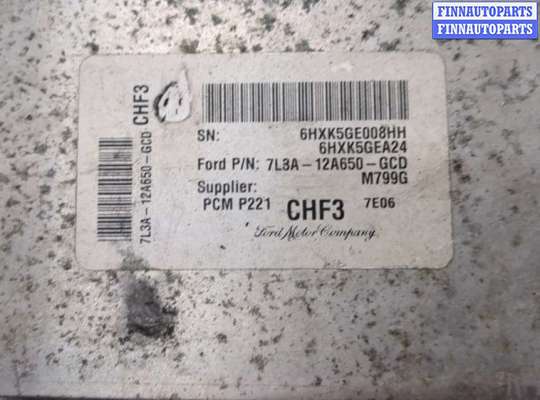 FINNAUTOPARTS
FINNAUTOPARTS
7L3A-12A650-GCD CHF3
SN: 6HXK5GE008HH
6HXK5GEA24
Ford P/N: 7L3A-12A650-GCD
Supplier: M799G
PCM P221 CHF3 7E06
Ford Motor Company